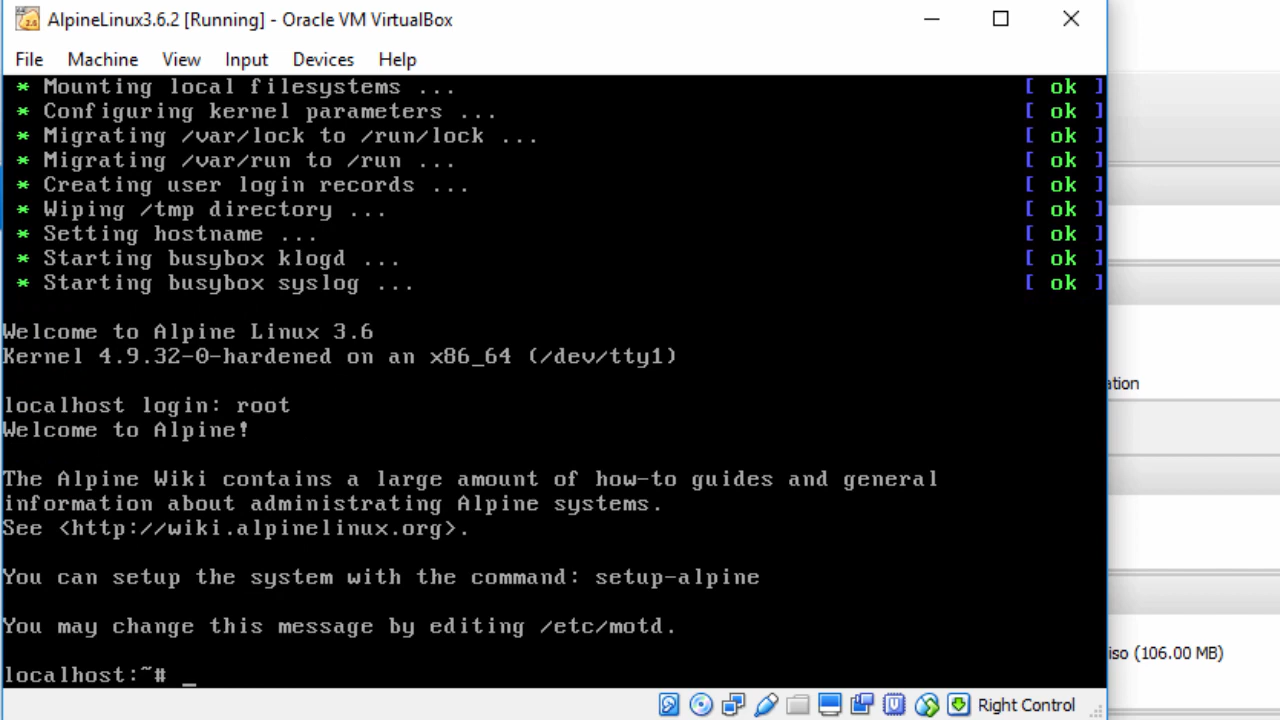 AlpineLinux3.6.2 [Running] - Oracle VM VirtualBox
File Machine View Input Devices Help
* Mounting local filesystems ... [ ok ]
* Configuring kernel parameters ... [ ok ]
* Migrating /var/lock to /run/lock ... [ ok ]
* Migrating /var/run to /run ... [ ok ]
* Creating user login records ... [ ok ]
* Wiping /tmp directory ... [ ok ]
* Setting hostname ... [ ok ]
* Starting busybox klogd ... [ ok ]
* Starting busybox syslog ... [ ok ]
Welcome to Alpine Linux 3.6
Kernel 4.9.32-0-hardened on an x86_64 (/dev/tty1)
localhost login: root
Welcome to Alpine!
The Alpine Wiki contains a large amount of how-to guides and general
information about administrating Alpine systems.
See <http://wiki.alpinelinux.org>.
You can setup the system with the command: setup-alpine
You may change this message by editing /etc/motd.
localhost:~# _
Right Control
ation
iso (106.00 MB)